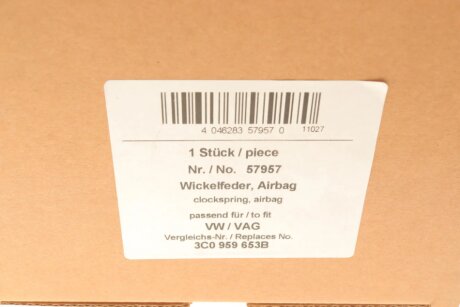 4 046283 57957 0 11027
1 Stück / piece
Nr. / No. 57957
Wickelfeder, Airbag
clockspring, airbag
passend für / to fit
VW / VAG
Vergleichs-Nr. / Replaces No.
3C0 959 653B